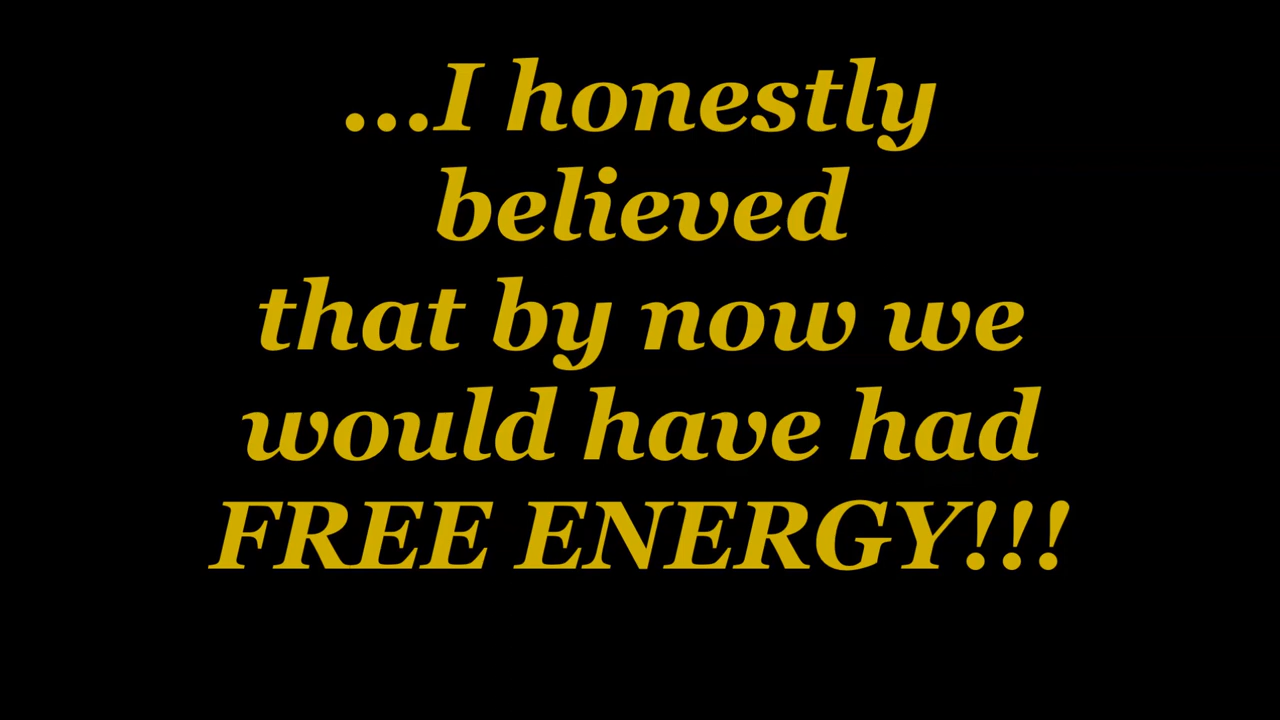 ...I honestly
believed
that by now we
would have had
FREE ENERGY!!!